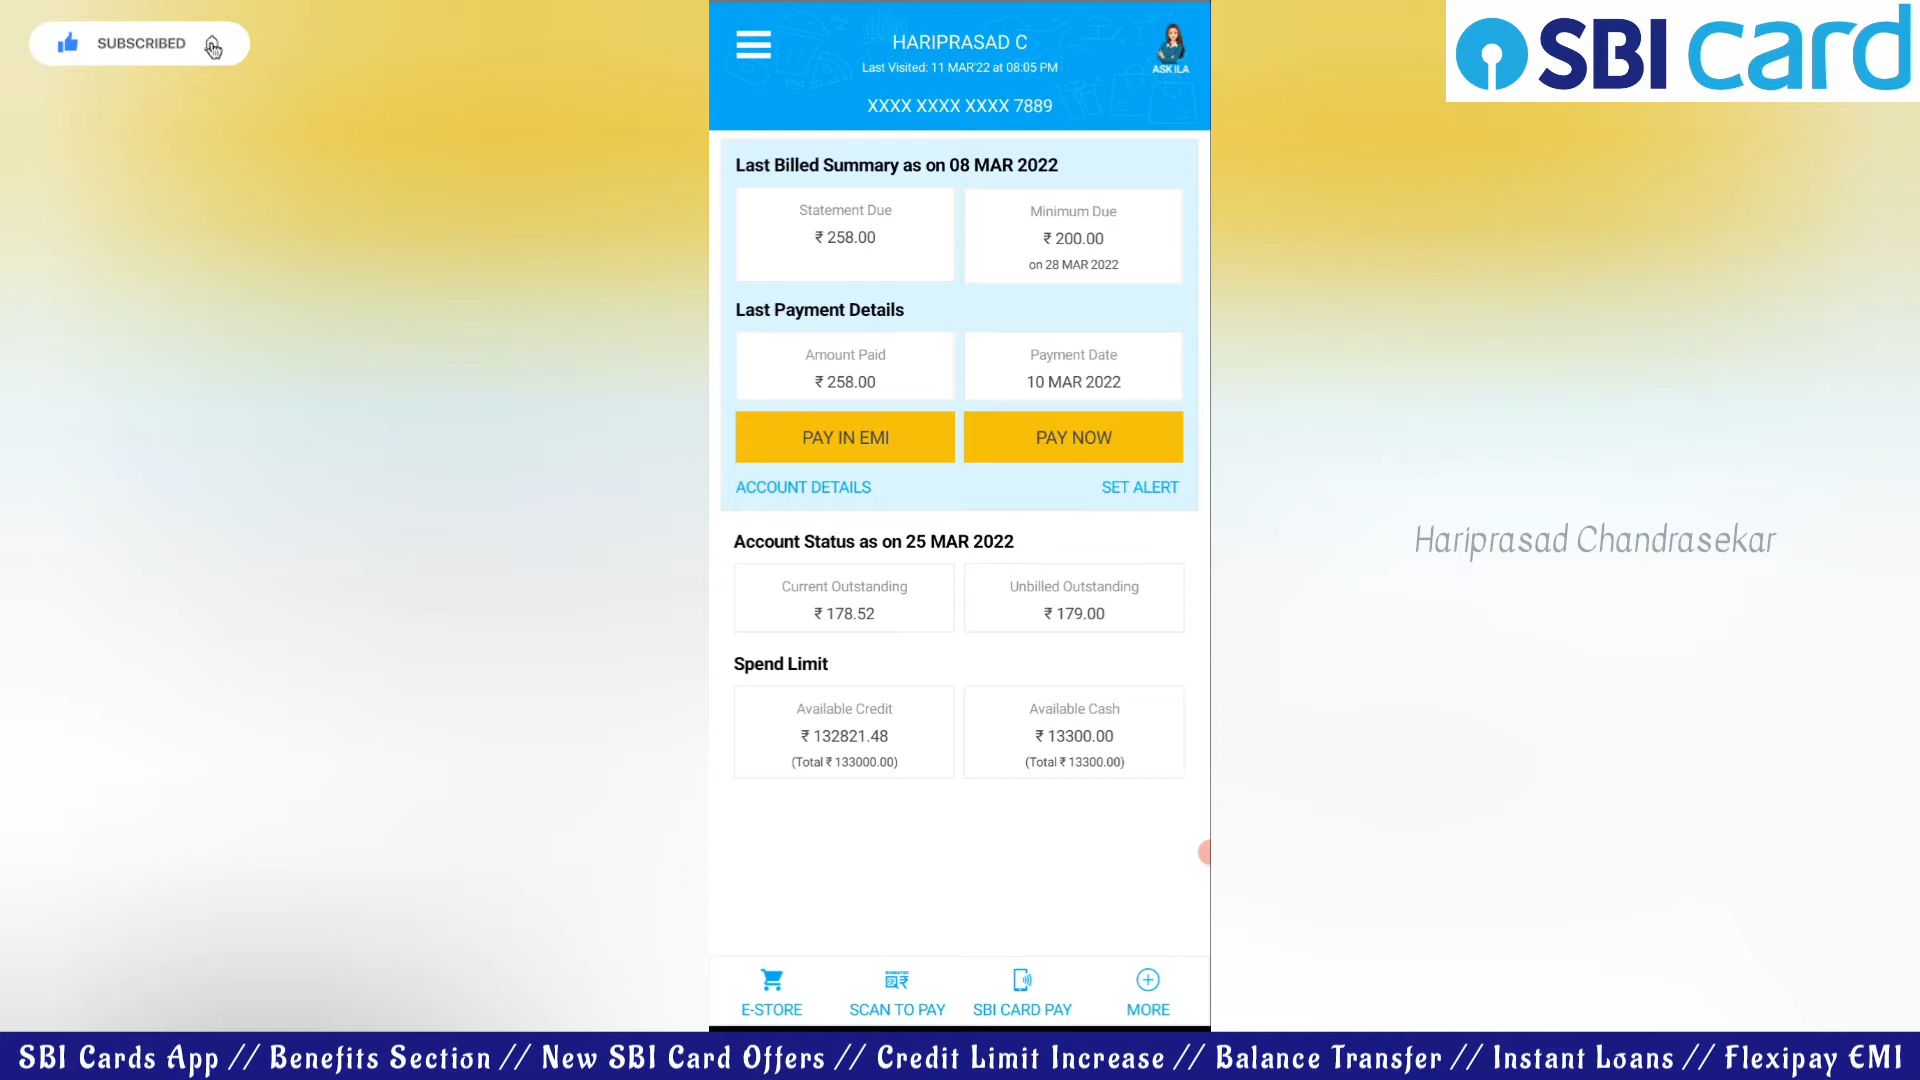 SUBSCRIBED
SBI card
HARIPRASAD C
Last Visited: 11 MAR'22 at 08:05 PM
ASK ILA
XXXX XXXX XXXX 7889
Last Billed Summary as on 08 MAR 2022
Statement Due
₹ 258.00
Minimum Due
₹ 200.00
on 28 MAR 2022
Last Payment Details
Amount Paid
₹ 258.00
Payment Date
10 MAR 2022
PAY IN EMI
PAY NOW
ACCOUNT DETAILS
SET ALERT
Account Status as on 25 MAR 2022
Current Outstanding
₹ 178.52
Unbilled Outstanding
₹ 179.00
Hariprasad Chandrasekar
Spend Limit
Available Credit
₹ 132821.48
(Total ₹ 133000.00)
Available Cash
₹ 13300.00
(Total ₹ 13300.00)
E-STORE
SCAN TO PAY
SBI CARD PAY
MORE
SBI Cards App // Benefits Section // New SBI Card Offers // Credit Limit Increase // Balance Transfer // Instant Loans // Flexipay EMI